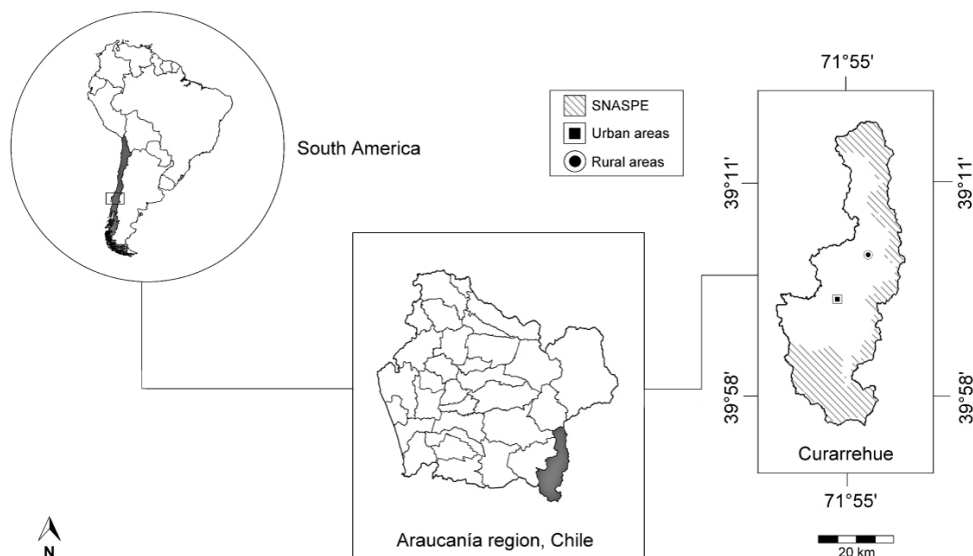 South America
SNASPE
Urban areas
Rural areas
71°55'
39°11'
39°11'
39°58'
39°58'
Curarrehue
71°55'
Araucanía region, Chile
N
20 km